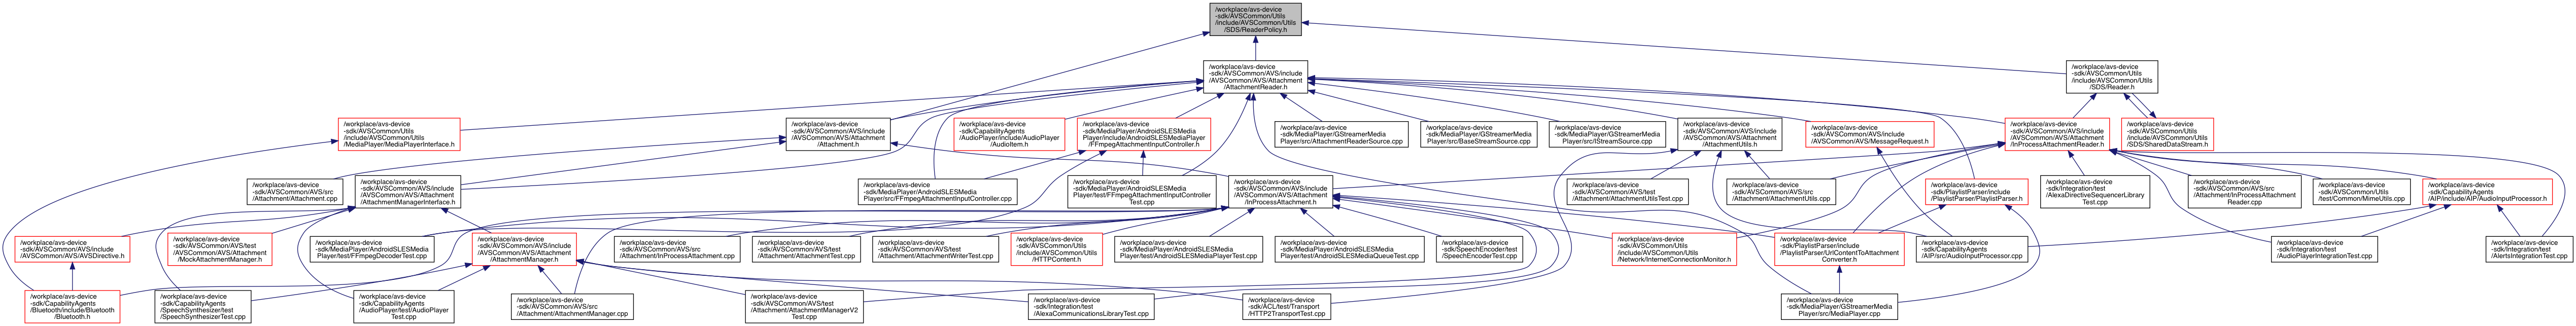 /workplace/avs-device
-sdk/AVSCommon/Utils
/include/AVSCommon/Utils
/SDS/ReaderPolicy.h
/workplace/avs-device
-sdk/AVSCommon/AVS/include
/AVSCommon/AVS/Attachment
/AttachmentReader.h
/workplace/avs-device
-sdk/AVSCommon/Utils
/include/AVSCommon/Utils
/SDS/Reader.h
/workplace/avs-device
-sdk/AVSCommon/Utils
/include/AVSCommon/Utils
/MediaPlayer/MediaPlayerInterface.h
/workplace/avs-device
-sdk/AVSCommon/AVS/include
/AVSCommon/AVS/Attachment
/Attachment.h
/workplace/avs-device
-sdk/CapabilityAgents
/AudioPlayer/include/AudioPlayer
/AudioItem.h
/workplace/avs-device
-sdk/MediaPlayer/AndroidSLESMedia
Player/include/AndroidSLESMediaPlayer
/FFmpegAttachmentInputController.h
/workplace/avs-device
-sdk/MediaPlayer/GStreamerMedia
Player/src/AttachmentReaderSource.cpp
/workplace/avs-device
-sdk/MediaPlayer/GStreamerMedia
Player/src/BaseStreamSource.cpp
/workplace/avs-device
-sdk/MediaPlayer/GStreamerMedia
Player/src/IStreamSource.cpp
/workplace/avs-device
-sdk/AVSCommon/AVS/include
/AVSCommon/AVS/Attachment
/AttachmentUtils.h
/workplace/avs-device
-sdk/AVSCommon/AVS/include
/AVSCommon/AVS/MessageRequest.h
/workplace/avs-device
-sdk/AVSCommon/AVS/include
/AVSCommon/AVS/Attachment
/InProcessAttachmentReader.h
/workplace/avs-device
-sdk/AVSCommon/Utils
/include/AVSCommon/Utils
/SDS/SharedDataStream.h
/workplace/avs-device
-sdk/AVSCommon/AVS/src
/Attachment/Attachment.cpp
/workplace/avs-device
-sdk/AVSCommon/AVS/include
/AVSCommon/AVS/Attachment
/AttachmentManagerInterface.h
/workplace/avs-device
-sdk/MediaPlayer/AndroidSLESMedia
Player/src/FFmpegAttachmentInputController.cpp
/workplace/avs-device
-sdk/MediaPlayer/AndroidSLESMedia
Player/test/FFmpegAttachmentInputController
Test.cpp
/workplace/avs-device
-sdk/AVSCommon/AVS/include
/AVSCommon/AVS/Attachment
/InProcessAttachment.h
/workplace/avs-device
-sdk/AVSCommon/AVS/test
/Attachment/AttachmentUtilsTest.cpp
/workplace/avs-device
-sdk/AVSCommon/AVS/src
/Attachment/AttachmentUtils.cpp
/workplace/avs-device
-sdk/PlaylistParser/include
/PlaylistParser/PlaylistParser.h
/workplace/avs-device
-sdk/Integration/test
/AlexaDirectiveSequencerLibrary
Test.cpp
/workplace/avs-device
-sdk/AVSCommon/AVS/src
/Attachment/InProcessAttachment
Reader.cpp
/workplace/avs-device
-sdk/AVSCommon/Utils
/test/Common/MimeUtils.cpp
/workplace/avs-device
-sdk/CapabilityAgents
/AIP/include/AIP/AudioInputProcessor.h
/workplace/avs-device
-sdk/AVSCommon/AVS/include
/AVSCommon/AVS/AVSDirective.h
/workplace/avs-device
-sdk/AVSCommon/AVS/test
/AVSCommon/AVS/Attachment
/MockAttachmentManager.h
/workplace/avs-device
-sdk/MediaPlayer/AndroidSLESMedia
Player/test/FFmpegDecoderTest.cpp
/workplace/avs-device
-sdk/AVSCommon/AVS/include
/AVSCommon/AVS/Attachment
/AttachmentManager.h
/workplace/avs-device
-sdk/AVSCommon/AVS/src
/Attachment/InProcessAttachment.cpp
/workplace/avs-device
-sdk/AVSCommon/AVS/test
/Attachment/AttachmentTest.cpp
/workplace/avs-device
-sdk/AVSCommon/AVS/test
/Attachment/AttachmentWriterTest.cpp
/workplace/avs-device
-sdk/AVSCommon/Utils
/include/AVSCommon/Utils
/HTTPContent.h
/workplace/avs-device
-sdk/MediaPlayer/AndroidSLESMedia
Player/test/AndroidSLESMediaPlayerTest.cpp
/workplace/avs-device
-sdk/MediaPlayer/AndroidSLESMedia
Player/test/AndroidSLESMediaQueueTest.cpp
/workplace/avs-device
-sdk/SpeechEncoder/test
/SpeechEncoderTest.cpp
/workplace/avs-device
-sdk/AVSCommon/Utils
/include/AVSCommon/Utils
/Network/InternetConnectionMonitor.h
/workplace/avs-device
-sdk/PlaylistParser/include
/PlaylistParser/UrlContentToAttachment
Converter.h
/workplace/avs-device
-sdk/CapabilityAgents
/AIP/src/AudioInputProcessor.cpp
/workplace/avs-device
-sdk/Integration/test
/AudioPlayerIntegrationTest.cpp
/workplace/avs-device
-sdk/Integration/test
/AlertsIntegrationTest.cpp
/workplace/avs-device
-sdk/CapabilityAgents
/Bluetooth/include/Bluetooth
/Bluetooth.h
/workplace/avs-device
-sdk/CapabilityAgents
/SpeechSynthesizer/test
/SpeechSynthesizerTest.cpp
/workplace/avs-device
-sdk/CapabilityAgents
/AudioPlayer/test/AudioPlayer
Test.cpp
/workplace/avs-device
-sdk/AVSCommon/AVS/src
/Attachment/AttachmentManager.cpp
/workplace/avs-device
-sdk/AVSCommon/AVS/test
/Attachment/AttachmentManagerV2
Test.cpp
/workplace/avs-device
-sdk/Integration/test
/AlexaCommunicationsLibraryTest.cpp
/workplace/avs-device
-sdk/ACL/test/Transport
/HTTP2TransportTest.cpp
/workplace/avs-device
-sdk/MediaPlayer/GStreamerMedia
Player/src/MediaPlayer.cpp